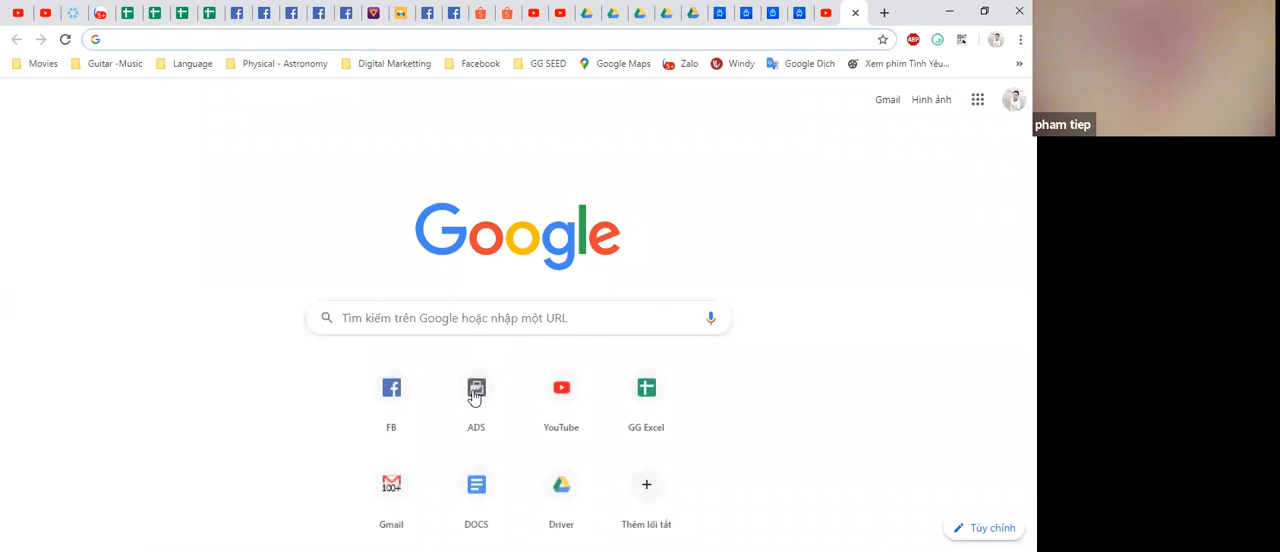 Movies Guitar -Music Language Physical - Astronomy Digital Marketting Facebook GG SEED Google Maps Zalo Windy Google Dịch Xem phim Tình Yêu... »
Gmail Hình ảnh
pham tiep
Google
Tìm kiếm trên Google hoặc nhập một URL
FB ADS YouTube GG Excel
100+
Gmail DOCS Driver Thêm lối tắt
Tùy chỉnh